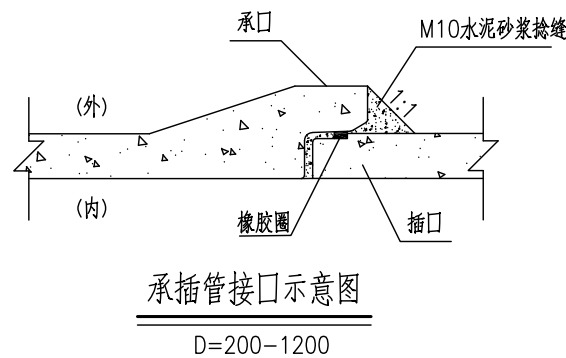 承口
M10水泥砂浆捻缝
1:1
(外)
(内)
橡胶圈
插口
承插管接口示意图
D=200-1200